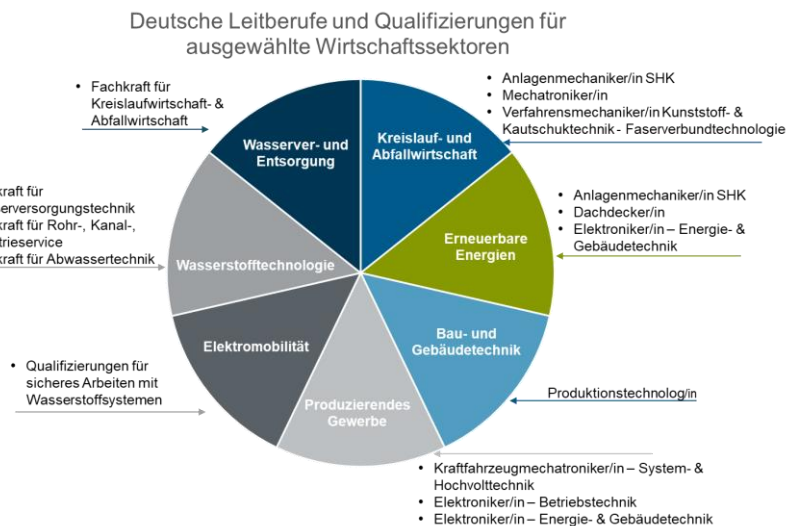 Deutsche Leitberufe und Qualifizierungen für
ausgewählte Wirtschaftssektoren
• Fachkraft für
Kreislaufwirtschaft- &
Abfallwirtschaft
• Anlagenmechaniker/in SHK
• Mechatroniker/in
• Verfahrensmechaniker/in Kunststoff- &
Kautschuktechnik - Faserverbundtechnologie
Wasserver- und
Entsorgung
Kreislauf- und
Abfallwirtschaft
kraft für
erversorgungstechnik
kraft für Rohr-, Kanal-,
trieservice
kraft für Abwassertechnik
• Anlagenmechaniker/in SHK
• Dachdecker/in
• Elektroniker/in – Energie- &
Gebäudetechnik
Wasserstofftechnologie
Erneuerbare
Energien
Elektromobilität
Bau- und
Gebäudetechnik
• Qualifizierungen für
sicheres Arbeiten mit
Wasserstoffsystemen
Produktionstechnolog/in
Produzierendes
Gewerbe
• Kraftfahrzeugmechatroniker/in – System- &
Hochvolttechnik
• Elektroniker/in – Betriebstechnik
• Elektroniker/in – Energie- & Gebäudetechnik